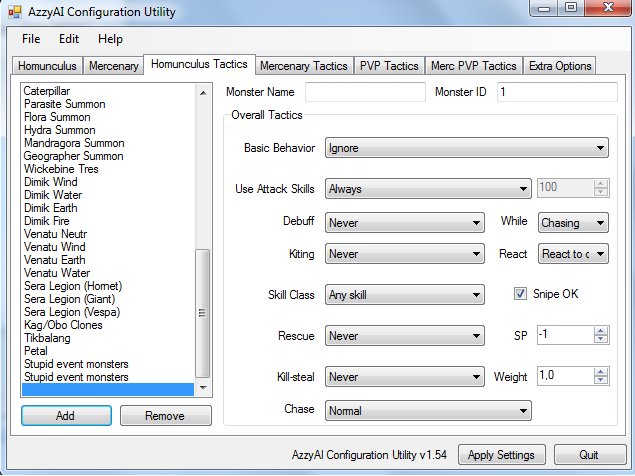 AzzyAI Configuration Utility
File Edit Help
Homunculus Mercenary Homunculus Tactics Mercenary Tactics PVP Tactics Merc PVP Tactics Extra Options
Caterpillar
Parasite Summon
Flora Summon
Hydra Summon
Mandragora Summon
Geographer Summon
Wickebine Tres
Dimik Wind
Dimik Water
Dimik Earth
Dimik Fire
Venatu Neutr
Venatu Wind
Venatu Earth
Venatu Water
Sera Legion (Hornet)
Sera Legion (Giant)
Sera Legion (Vespa)
Kag/Obo Clones
Tikbalang
Petal
Stupid event monsters
Stupid event monsters
Add Remove
Monster Name Monster ID 1
Overall Tactics
Basic Behavior Ignore
Use Attack Skills Always 100
Debuff Never While Chasing
Kiting Never React React to c
Skill Class Any skill Snipe OK
Rescue Never SP -1
Kill-steal Never Weight 1,0
Chase Normal
AzzyAI Configuration Utility v1.54 Apply Settings Quit